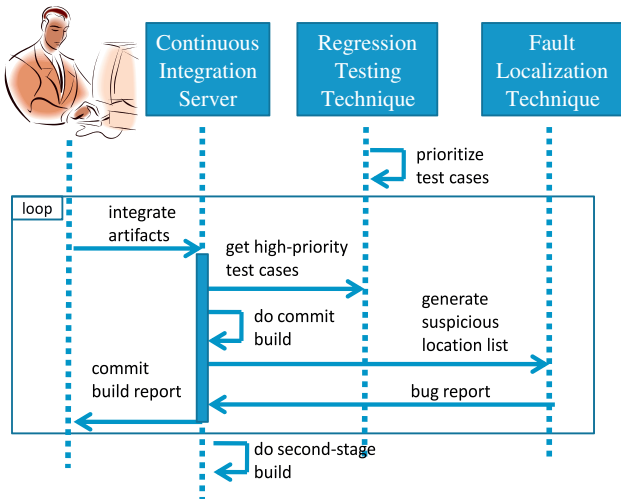 Continuous
Integration
Server
Regression
Testing
Technique
Fault
Localization
Technique
prioritize
test cases
loop
integrate
artifacts
get high-priority
test cases
do commit
build
generate
suspicious
location list
commit
build report
bug report
do second-stage
build